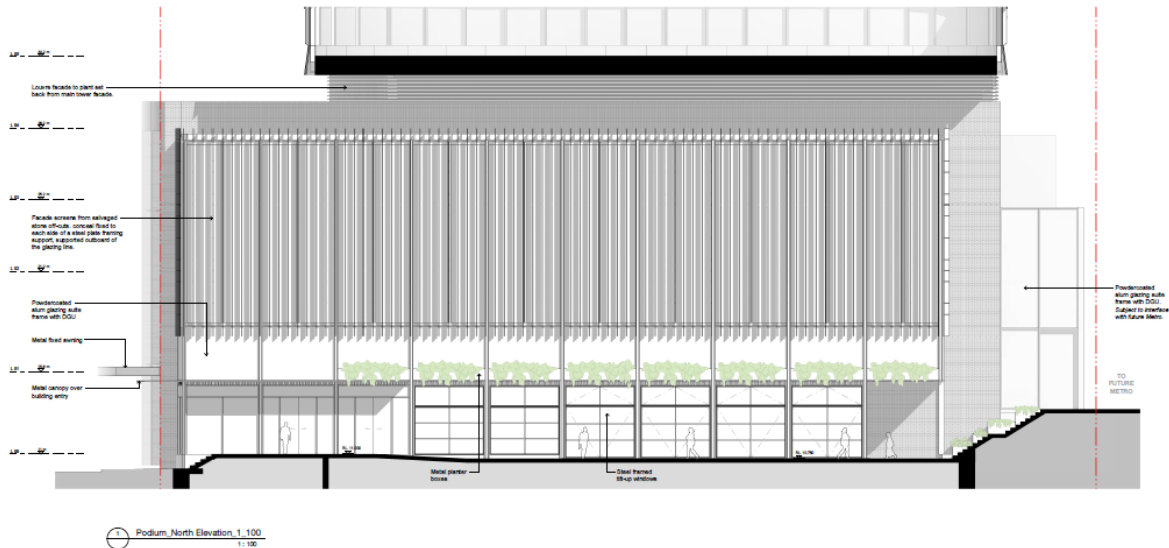 Louvre facade to plant set
back from main tower facade.
Facade screens from salvaged
stone off-cuts, conceal fixed to
each side of a steel plate framing
support, supported outboard of
the glazing line.
Powdercoated
alum glazing suite
frame with DGU
Metal fixed awning
Metal canopy over
building entry
Powdercoated
alum glazing suite
frame with DGU.
Subject to interface
with future Metro.
TO
FUTURE
METRO
Metal planter
boxes
Steel framed
tilt-up windows
1
Podium_North Elevation_1_100
1 : 100